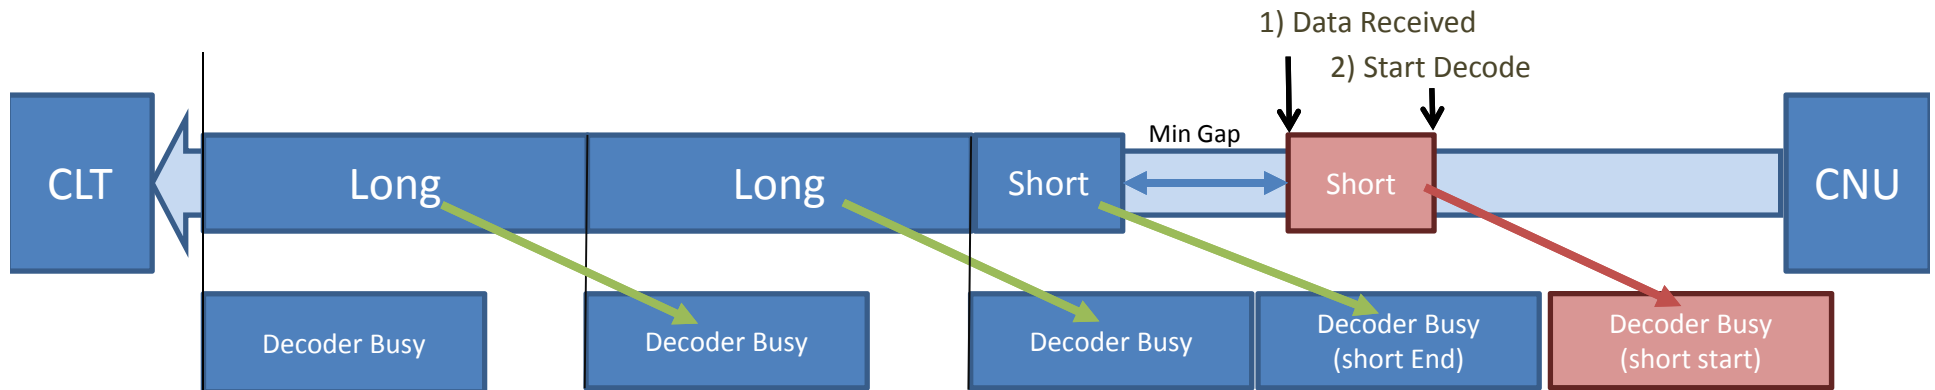 1) Data Received
2) Start Decode
Min Gap
CLT
Long
Long
Short
Short
CNU
Decoder Busy
Decoder Busy
Decoder Busy
Decoder Busy
(short End)
Decoder Busy
(short start)